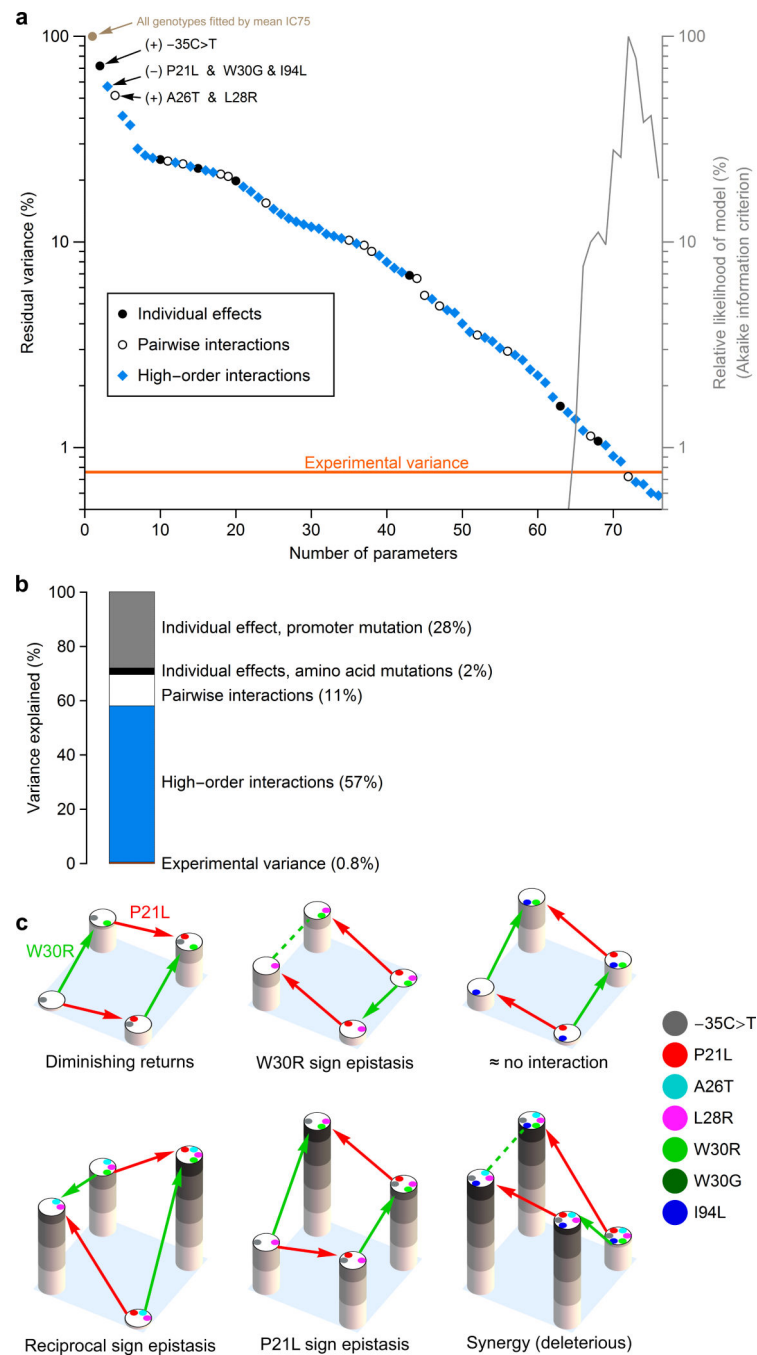 a
All genotypes fitted by mean IC75
(+) −35C>T
(−) P21L & W30G & I94L
(+) A26T & L28R
100
10
1
Residual variance (%)
100
10
1
Relative likelihood of model (%)
(Akaike information criterion)
Individual effects
Pairwise interactions
High−order interactions
Experimental variance
0 10 20 30 40 50 60 70
Number of parameters
b
100
80
60
40
20
0
Variance explained (%)
Individual effect, promoter mutation (28%)
Individual effects, amino acid mutations (2%)
Pairwise interactions (11%)
High−order interactions (57%)
Experimental variance (0.8%)
c
P21L
W30R
Diminishing returns
W30R sign epistasis
≈ no interaction
Reciprocal sign epistasis
P21L sign epistasis
Synergy (deleterious)
−35C>T
P21L
A26T
L28R
W30R
W30G
I94L